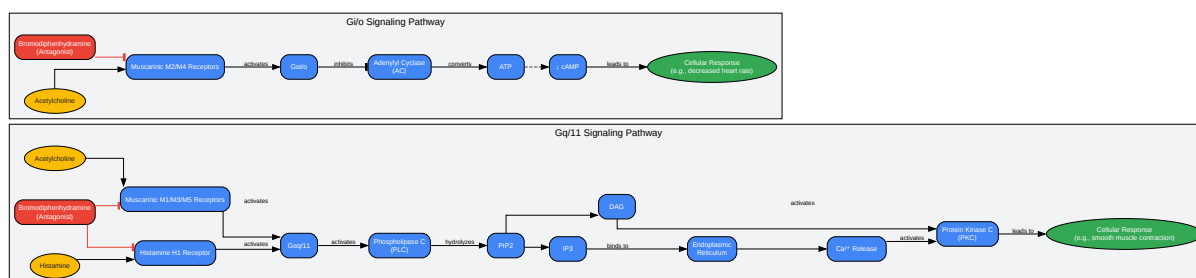 Gi/o Signaling Pathway
Bromodiphenhydramine
(Antagonist)
Muscarinic M2/M4 Receptors
activates
Gαi/o
inhibits
Adenylyl Cyclase
(AC)
converts
ATP
↓ cAMP
leads to
Cellular Response
(e.g., decreased heart rate)
Acetylcholine
Gq/11 Signaling Pathway
Acetylcholine
Bromodiphenhydramine
(Antagonist)
Muscarinic M1/M3/M5 Receptors
activates
DAG
activates
Histamine
Histamine H1 Receptor
activates
Gαq/11
activates
Phospholipase C
(PLC)
hydrolyzes
PIP2
IP3
binds to
Endoplasmic
Reticulum
Ca²⁺ Release
activates
Protein Kinase C
(PKC)
leads to
Cellular Response
(e.g., smooth muscle contraction)